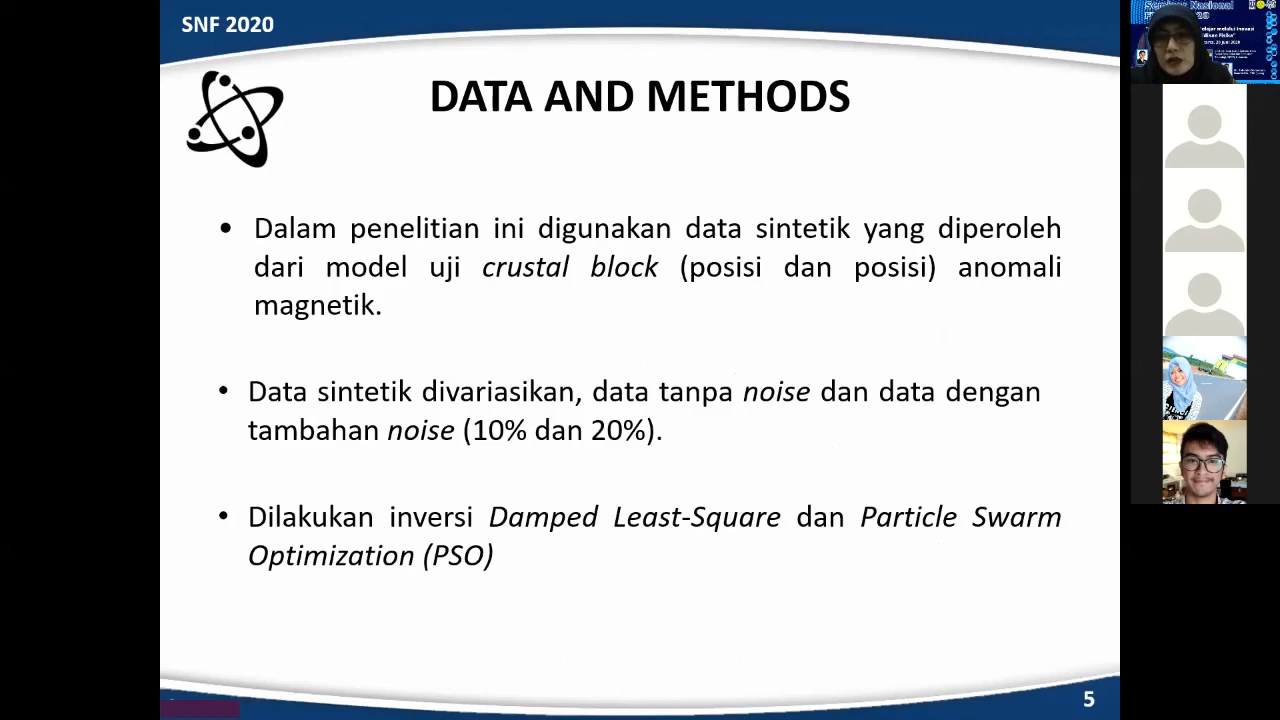 SNF 2020
DATA AND METHODS
• Dalam penelitian ini digunakan data sintetik yang diperoleh
dari model uji crustal block (posisi dan posisi) anomali
magnetik.
• Data sintetik divariasikan, data tanpa noise dan data dengan
tambahan noise (10% dan 20%).
• Dilakukan inversi Damped Least-Square dan Particle Swarm
Optimization (PSO)
5
Seminar Nasional